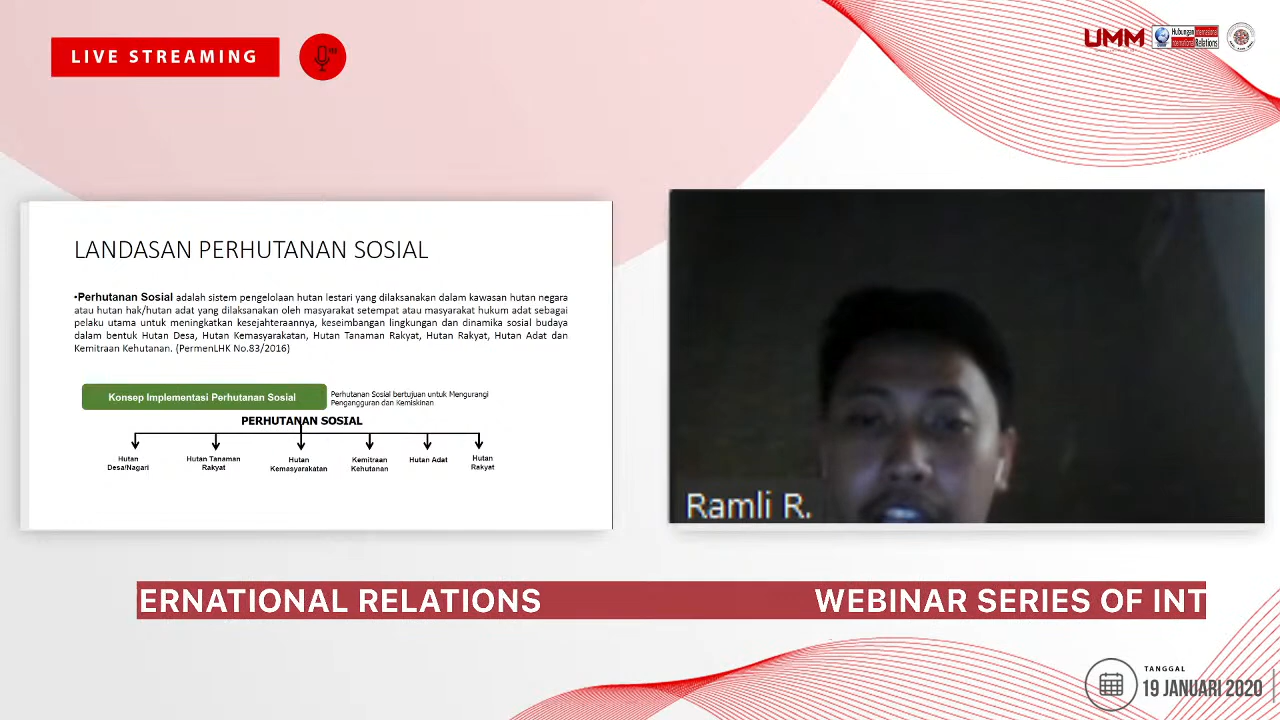 LIVE STREAMING
UMM
Hubungan Internasional
International Relations
LANDASAN PERHUTANAN SOSIAL
•Perhutanan Sosial adalah sistem pengelolaan hutan lestari yang dilaksanakan dalam kawasan hutan negara
atau hutan hak/hutan adat yang dilaksanakan oleh masyarakat setempat atau masyarakat hukum adat sebagai
pelaku utama untuk meningkatkan kesejahteraannya, keseimbangan lingkungan dan dinamika sosial budaya
dalam bentuk Hutan Desa, Hutan Kemasyarakatan, Hutan Tanaman Rakyat, Hutan Rakyat, Hutan Adat dan
Kemitraan Kehutanan. (PermenLHK No.83/2016)
Konsep Implementasi Perhutanan Sosial
Perhutanan Sosial bertujuan untuk Mengurangi
Pengangguran dan Kemiskinan
PERHUTANAN SOSIAL
Hutan
Desa/Nagari
Hutan Tanaman
Rakyat
Hutan
Kemasyarakatan
Kemitraan
Kehutanan
Hutan Adat
Hutan
Rakyat
Ramli R.
ERNATIONAL RELATIONS
WEBINAR SERIES OF INT
TANGGAL
19 JANUARI 2020